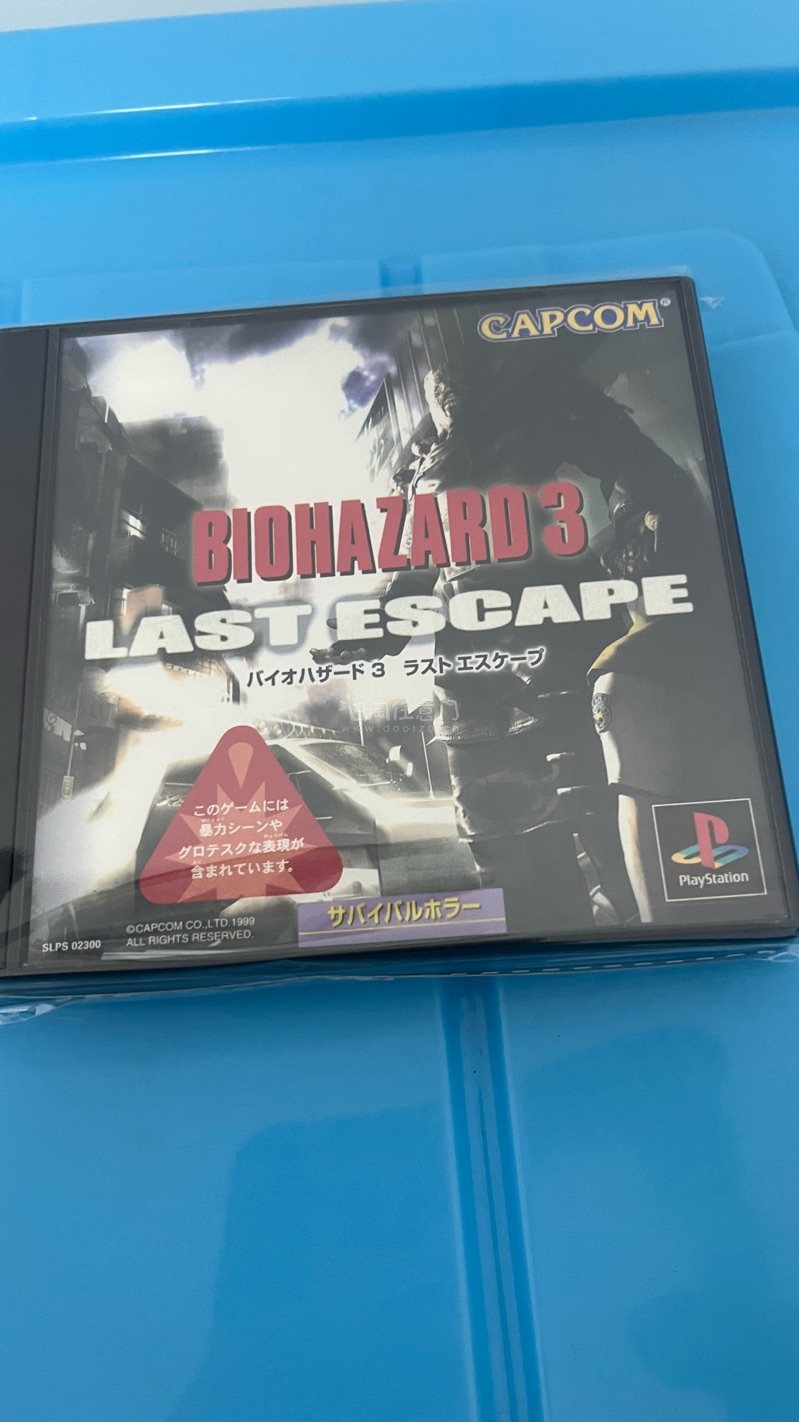 CAPCOM®
BIOHAZARD 3
LAST ESCAPE
バイオハザード3 ラスト エスケープ
www.doorzo.cn
このゲームには
暴力シーンや
グロテスクな表現が
含まれています。
PlayStation
サバイバルホラー
©CAPCOM CO.,LTD.1999
ALL RIGHTS RESERVED.
SLPS 02300